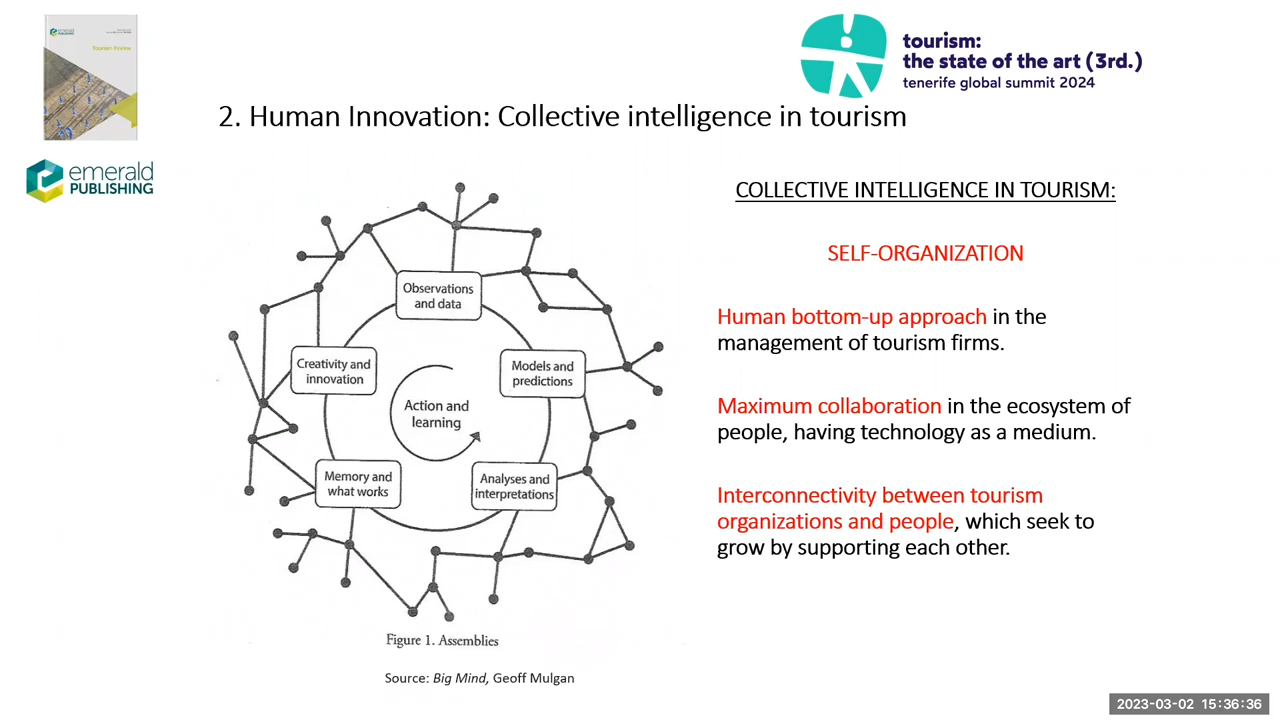 emerald
PUBLISHING
Tourism Review
tourism:
the state of the art (3rd.)
tenerife global summit 2024
2. Human Innovation: Collective intelligence in tourism
emerald
PUBLISHING
Observations
and data
Creativity and
innovation
Models and
predictions
Action and
learning
Memory and
what works
Analyses and
interpretations
Figure 1. Assemblies
Source: Big Mind, Geoff Mulgan
COLLECTIVE INTELLIGENCE IN TOURISM:
SELF-ORGANIZATION
Human bottom-up approach in the
management of tourism firms.
Maximum collaboration in the ecosystem of
people, having technology as a medium.
Interconnectivity between tourism
organizations and people, which seek to
grow by supporting each other.
2023-03-02 15:36:36